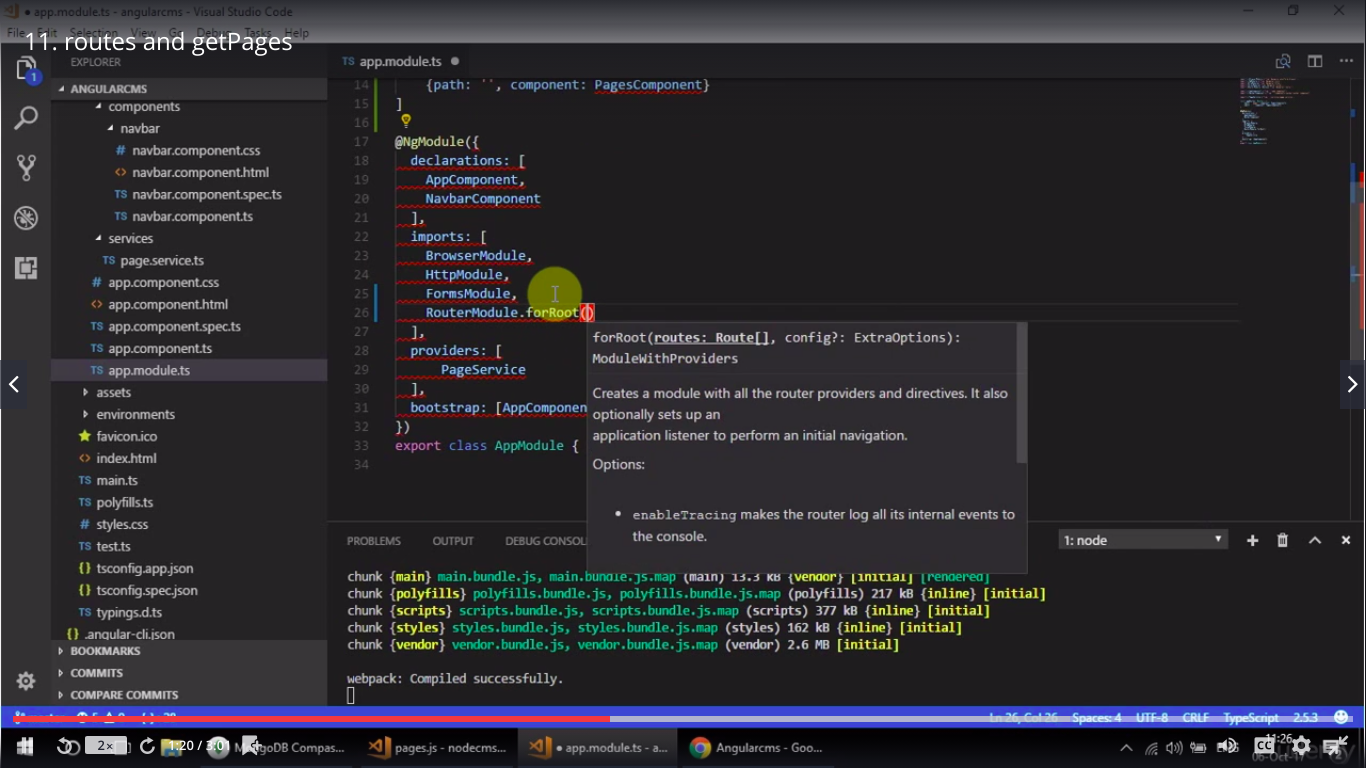 app.module.ts - angularcms - Visual Studio Code
File Edit Selection View Go Debug Tasks Help
11. routes and getPages
EXPLORER
ANGULARCMS
components
navbar
navbar.component.css
navbar.component.html
navbar.component.spec.ts
navbar.component.ts
services
page.service.ts
app.component.css
app.component.html
app.component.spec.ts
app.component.ts
app.module.ts
assets
environments
favicon.ico
index.html
main.ts
polyfills.ts
styles.css
test.ts
tsconfig.app.json
tsconfig.spec.json
typings.d.ts
.angular-cli.json
BOOKMARKS
COMMITS
COMPARE COMMITS
TS app.module.ts
14 {path: '', component: PagesComponent}
15 ]
16
17 @NgModule({
18 declarations: [
19 AppComponent,
20 NavbarComponent
21 ],
22 imports: [
23 BrowserModule,
24 HttpModule,
25 FormsModule,
26 RouterModule.forRoot()
27 ],
28 providers: [
29 PageService
30 ],
31 bootstrap: [AppComponen
32 })
33 export class AppModule {
34
forRoot(routes: Route[], config?: ExtraOptions):
ModuleWithProviders
Creates a module with all the router providers and directives. It also
optionally sets up an
application listener to perform an initial navigation.
Options:
• enableTracing makes the router log all its internal events to
the console.
PROBLEMS OUTPUT DEBUG CONSOL
1: node
chunk {main} main.bundle.js, main.bundle.js.map (main) 13.3 kB {vendor} [initial] [rendered]
chunk {polyfills} polyfills.bundle.js, polyfills.bundle.js.map (polyfills) 217 kB {inline} [initial]
chunk {scripts} scripts.bundle.js, scripts.bundle.js.map (scripts) 377 kB {inline} [initial]
chunk {styles} styles.bundle.js, styles.bundle.js.map (styles) 162 kB {inline} [initial]
chunk {vendor} vendor.bundle.js, vendor.bundle.js.map (vendor) 2.6 MB [initial]
webpack: Compiled successfully.
Ln 26, Col 26 Spaces: 4 UTF-8 CRLF TypeScript 2.5.3
2x 1:20 / 3:01 MongoDB Compas... pages.js - nodecms... ● app.module.ts - a... Angularcms - Goo...
11:26
06-Oct-17